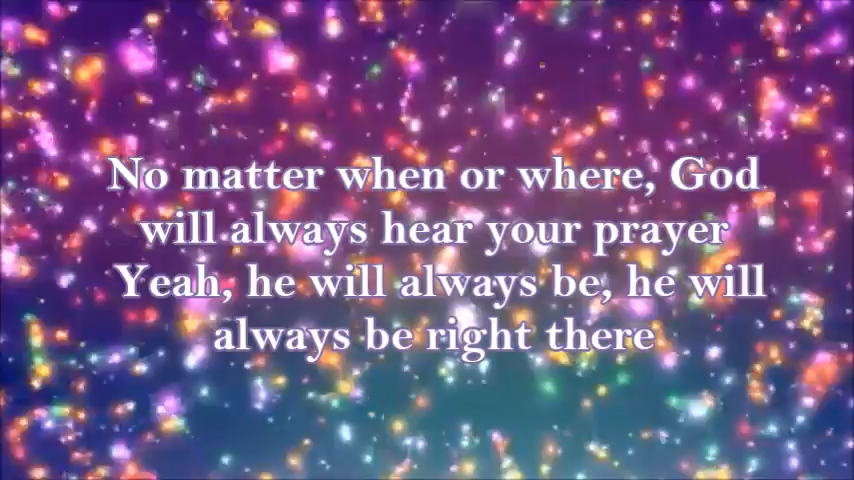 No matter when or where, God
will always hear your prayer
Yeah, he will always be, he will
always be right there